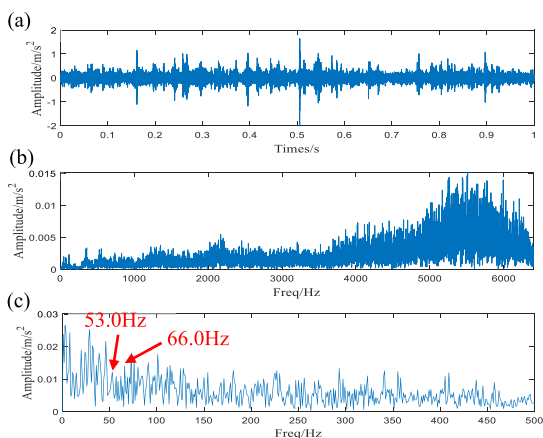 (a)
Amplitude/m/s²
2
1
0
-1
-2
0 0.1 0.2 0.3 0.4 0.5 0.6 0.7 0.8 0.9 1
Times/s
(b)
Amplitude/m/s²
0.015
0.01
0.005
0
0 1000 2000 3000 4000 5000 6000
Freq/Hz
(c)
Amplitude/m/s²
0.03
0.02
0.01
0
53.0Hz
66.0Hz
0 50 100 150 200 250 300 350 400 450 500
Freq/Hz